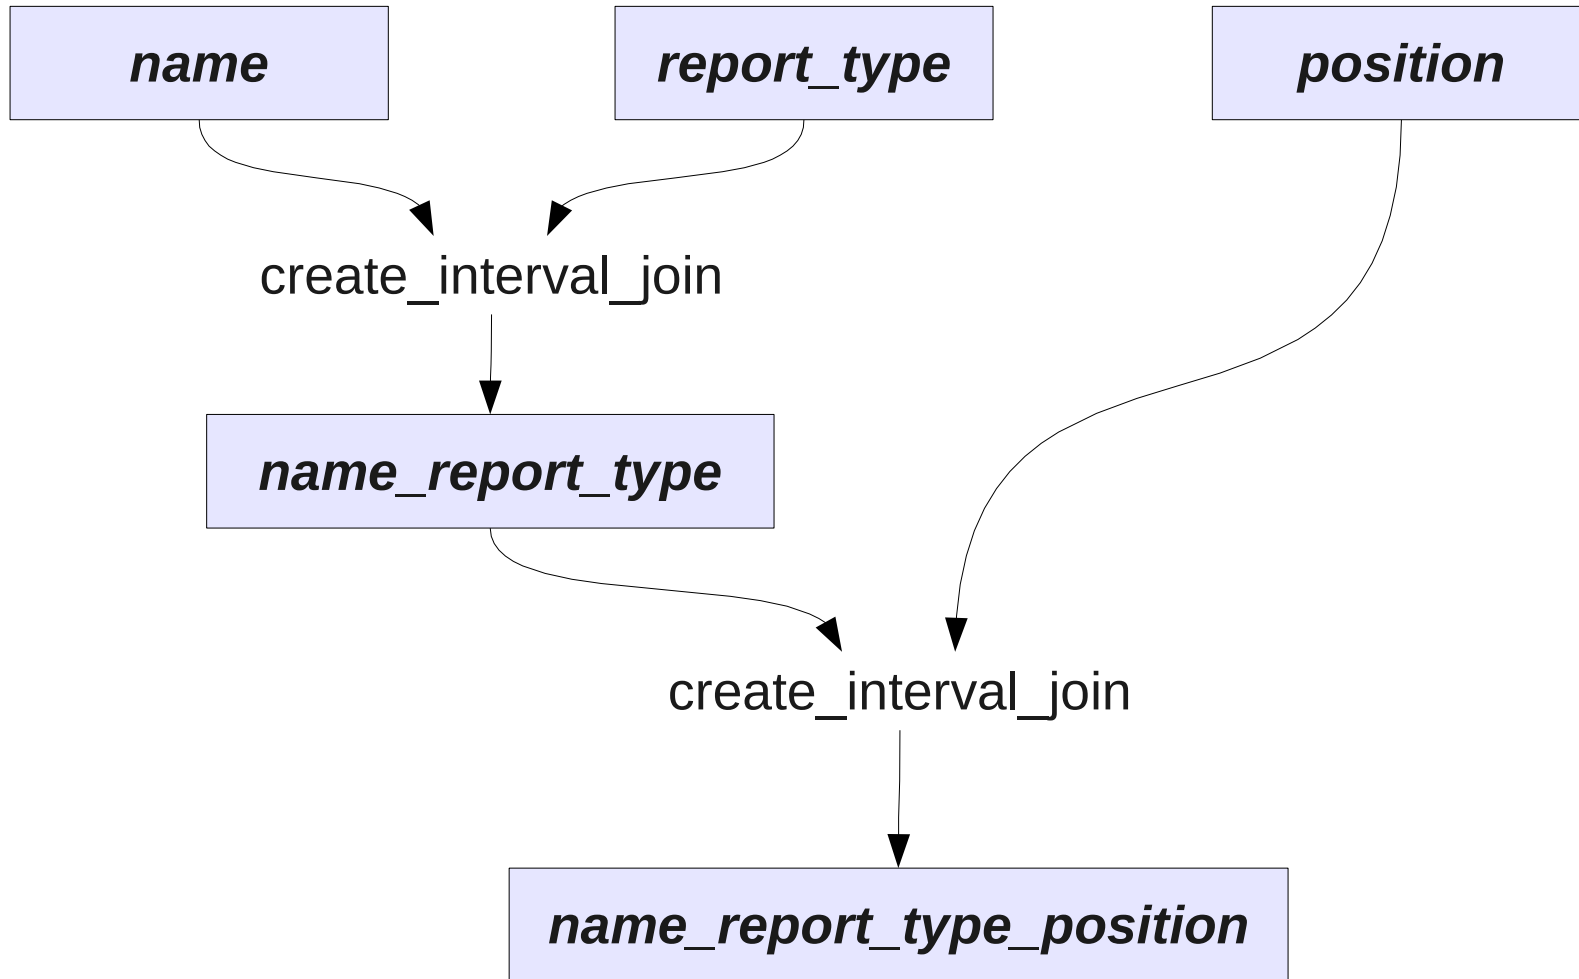 name
report_type
position
create_interval_join
name_report_type
create_interval_join
name_report_type_position